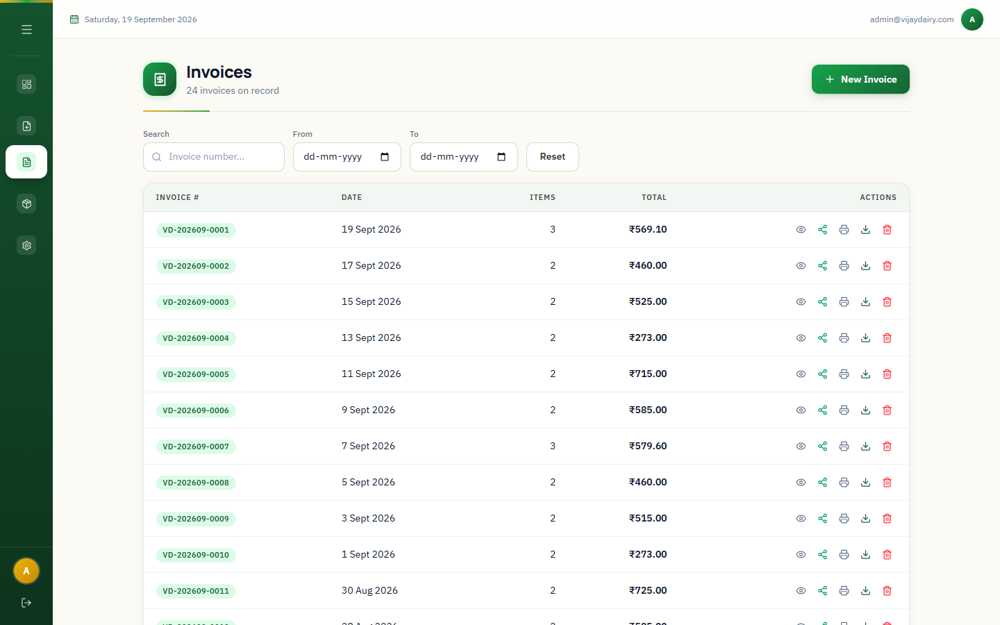 Saturday, 19 September 2026
admin@vijaydairy.com
A
Invoices
24 invoices on record
New Invoice
Search
From
To
Invoice number...
dd-mm-yyyy
dd-mm-yyyy
Reset
INVOICE #
DATE
ITEMS
TOTAL
ACTIONS
VD-202609-0001 19 Sept 2026 3 ₹569.10
VD-202609-0002 17 Sept 2026 2 ₹460.00
VD-202609-0003 15 Sept 2026 2 ₹525.00
VD-202609-0004 13 Sept 2026 2 ₹273.00
VD-202609-0005 11 Sept 2026 2 ₹715.00
VD-202609-0006 9 Sept 2026 2 ₹585.00
VD-202609-0007 7 Sept 2026 3 ₹579.60
VD-202609-0008 5 Sept 2026 2 ₹460.00
VD-202609-0009 3 Sept 2026 2 ₹515.00
VD-202609-0010 1 Sept 2026 2 ₹273.00
VD-202609-0011 30 Aug 2026 2 ₹725.00
A